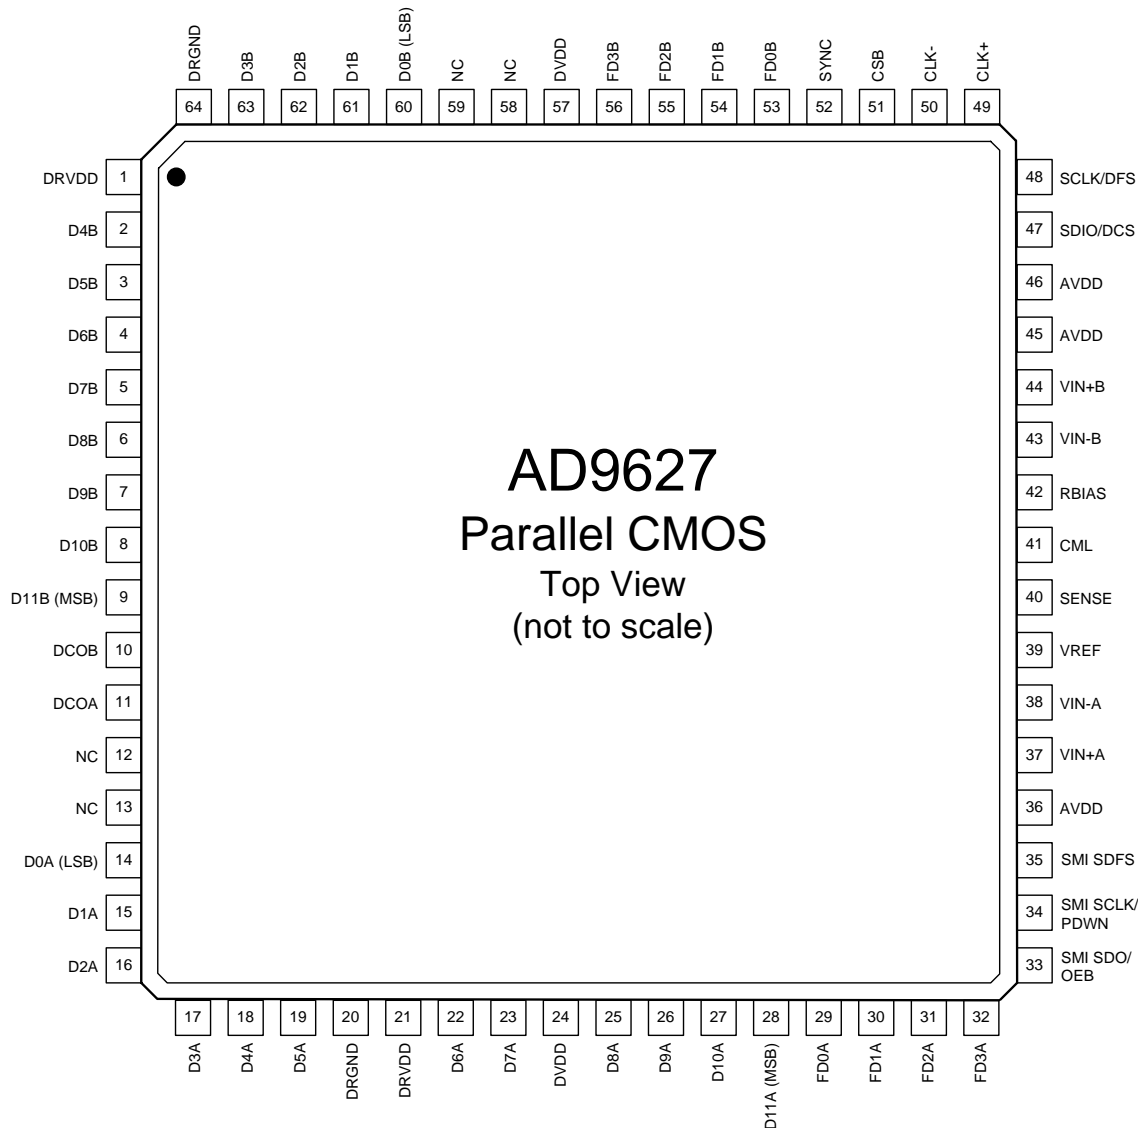 DRGND
D3B
D2B
D1B
D0B (LSB)
NC
NC
DVDD
FD3B
FD2B
FD1B
FD0B
SYNC
CSB
CLK-
CLK+
64
63
62
61
60
59
58
57
56
55
54
53
52
51
50
49
DRVDD 1
D4B 2
D5B 3
D6B 4
D7B 5
D8B 6
D9B 7
D10B 8
D11B (MSB) 9
DCOB 10
DCOA 11
NC 12
NC 13
D0A (LSB) 14
D1A 15
D2A 16
AD9627
Parallel CMOS
Top View
(not to scale)
48 SCLK/DFS
47 SDIO/DCS
46 AVDD
45 AVDD
44 VIN+B
43 VIN-B
42 RBIAS
41 CML
40 SENSE
39 VREF
38 VIN-A
37 VIN+A
36 AVDD
35 SMI SDFS
34 SMI SCLK/
PDWN
33 SMI SDO/
OEB
17
18
19
20
21
22
23
24
25
26
27
28
29
30
31
32
D3A
D4A
D5A
DRGND
DRVDD
D6A
D7A
DVDD
D8A
D9A
D10A
D11A (MSB)
FD0A
FD1A
FD2A
FD3A